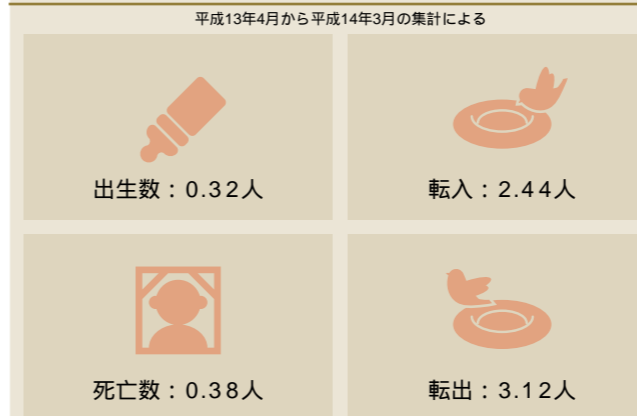 平成13年4月から平成14年3月の集計による
出生数：0.32人
転入：2.44人
死亡数：0.38人
転出：3.12人